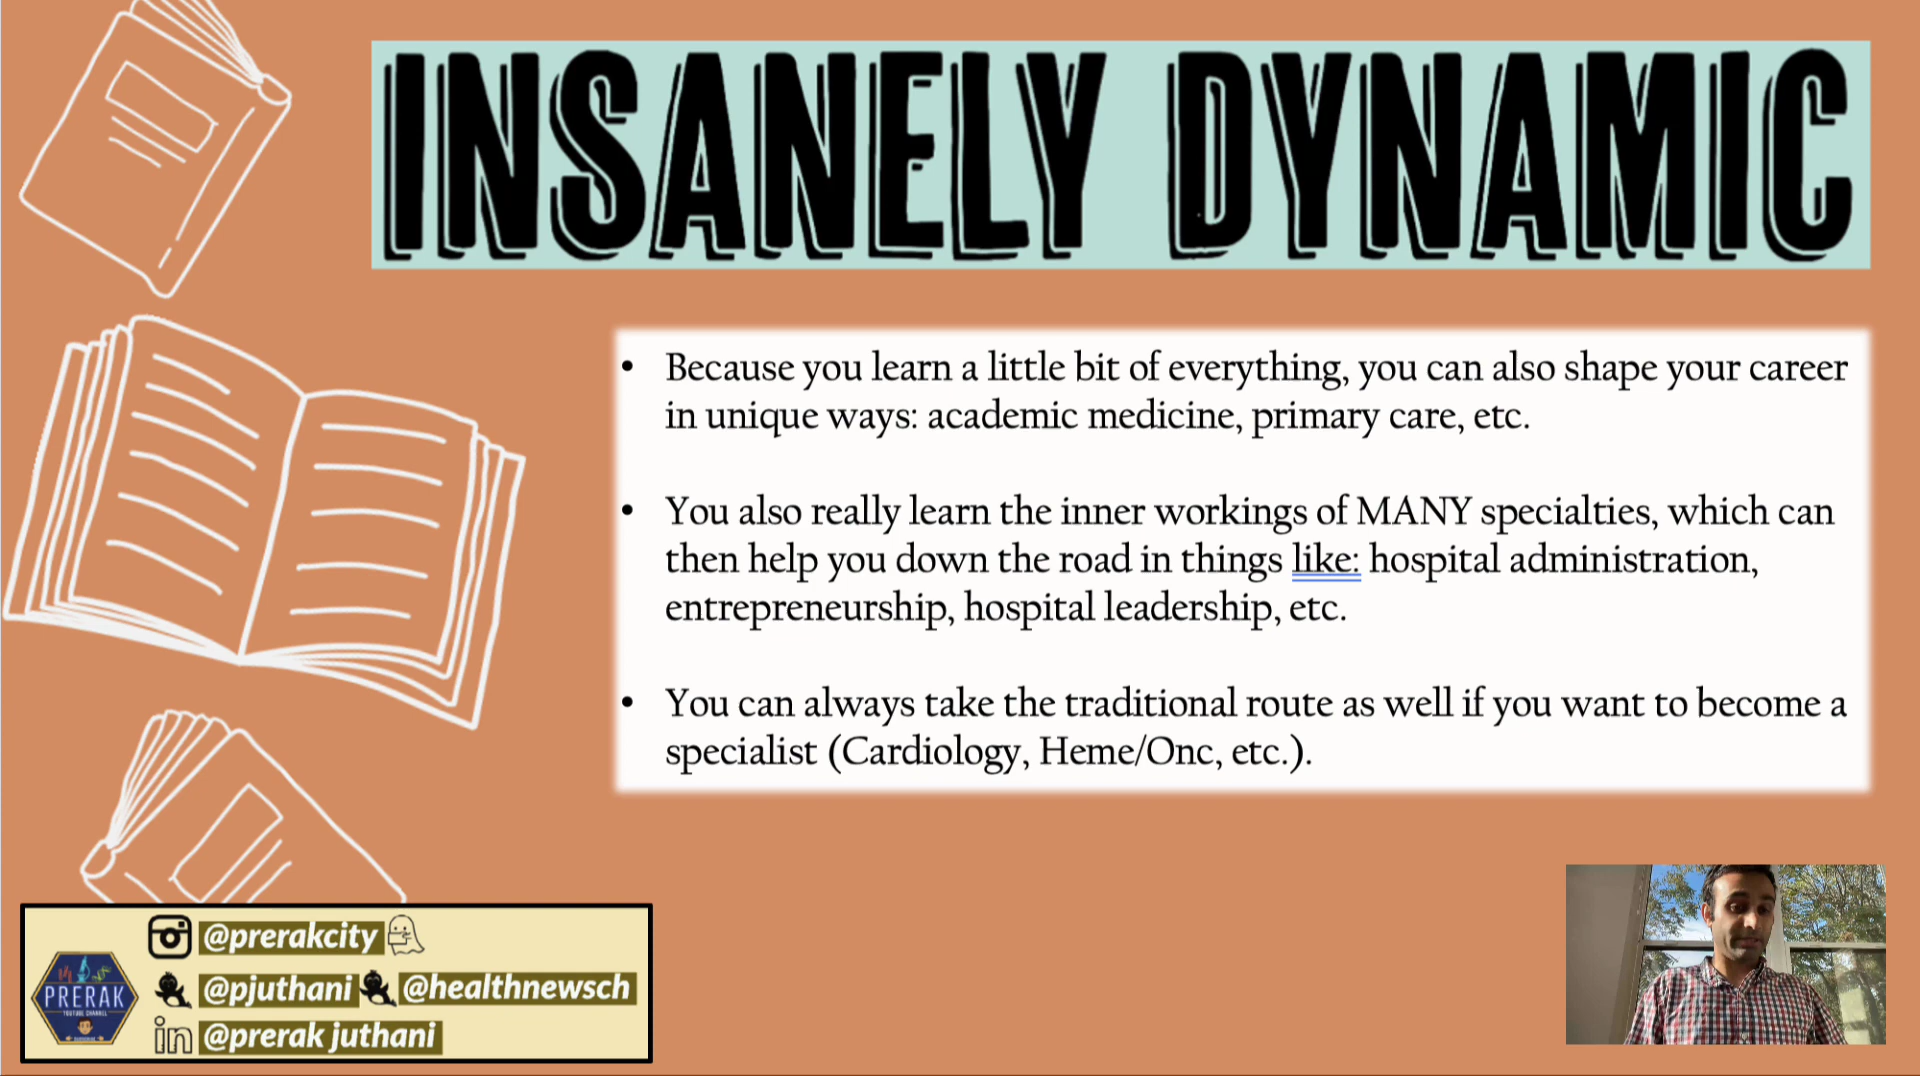 INSANELY DYNAMIC
• Because you learn a little bit of everything, you can also shape your career
in unique ways: academic medicine, primary care, etc.
• You also really learn the inner workings of MANY specialties, which can
then help you down the road in things like: hospital administration,
entrepreneurship, hospital leadership, etc.
• You can always take the traditional route as well if you want to become a
specialist (Cardiology, Heme/Onc, etc.).
@prerakcity
@pjuthani @healthnewsch
in @prerak juthani
PRERAK
YOUTUBE CHANNEL